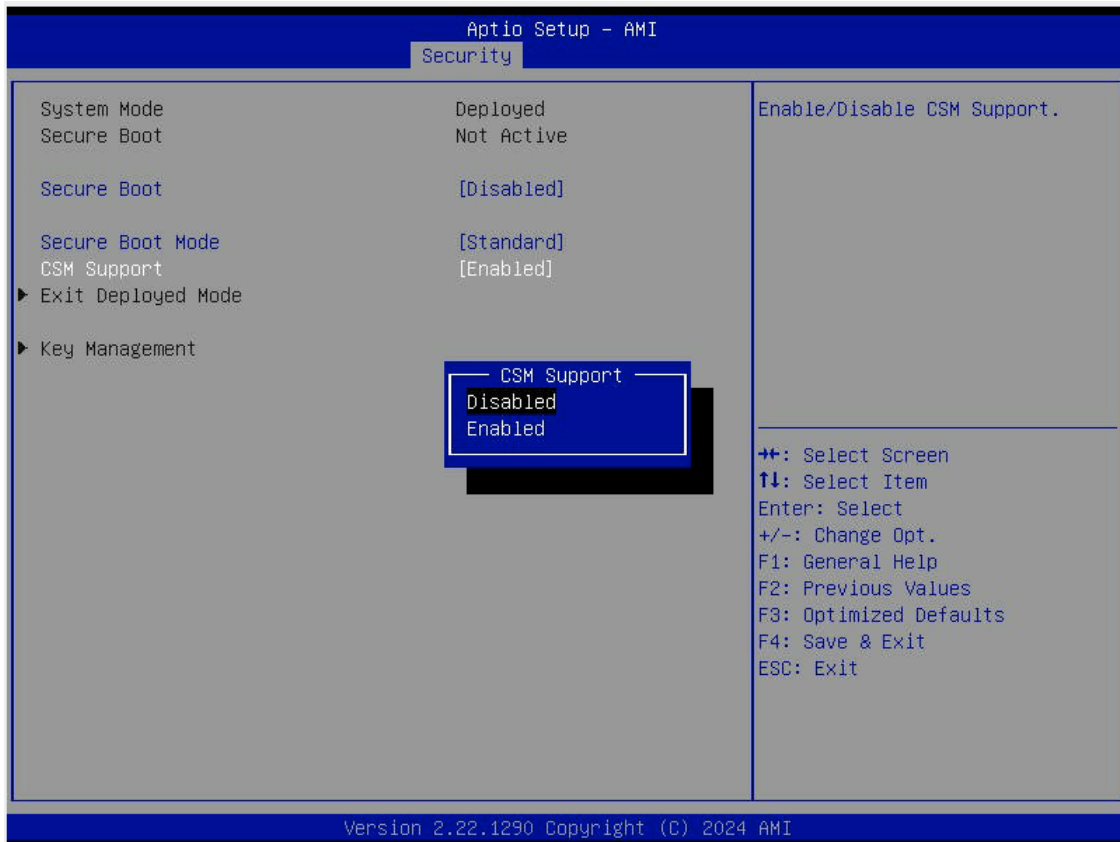 Aptio Setup – AMI
Security
System Mode Deployed
Secure Boot Not Active
Secure Boot [Disabled]
Secure Boot Mode [Standard]
CSM Support [Enabled]
▶ Exit Deployed Mode
▶ Key Management
CSM Support
Disabled
Enabled
Enable/Disable CSM Support.
→←: Select Screen
↑↓: Select Item
Enter: Select
+/-: Change Opt.
F1: General Help
F2: Previous Values
F3: Optimized Defaults
F4: Save & Exit
ESC: Exit
Version 2.22.1290 Copyright (C) 2024 AMI